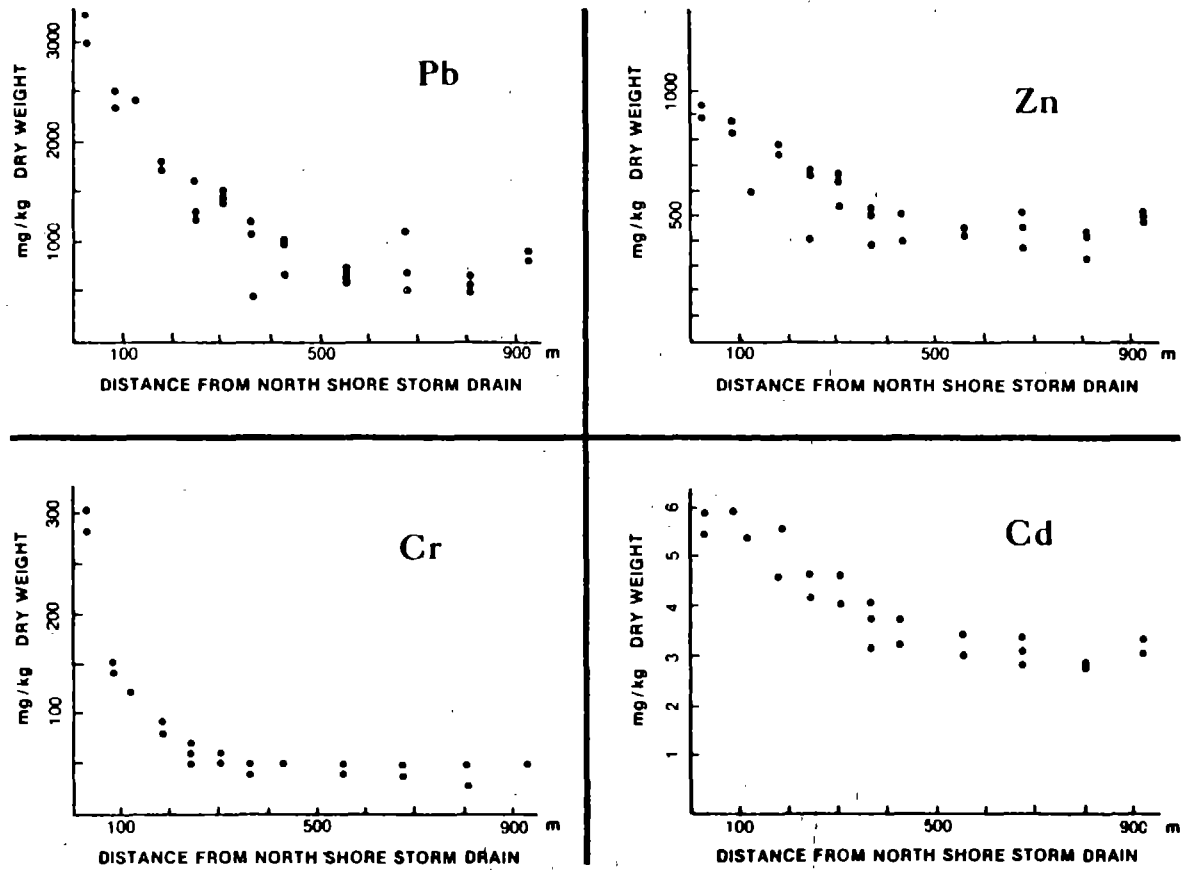 Pb
mg/kg DRY WEIGHT
3000
2000
1000
100 500 900 m
DISTANCE FROM NORTH SHORE STORM DRAIN
Zn
mg/kg DRY WEIGHT
1000
500
100 500 900 m
DISTANCE FROM NORTH SHORE STORM DRAIN
Cr
mg/kg DRY WEIGHT
300
200
100
100 500 900 m
DISTANCE FROM NORTH SHORE STORM DRAIN
Cd
mg/kg DRY WEIGHT
6
5
4
3
2
1
100 500 900 m
DISTANCE FROM NORTH SHORE STORM DRAIN